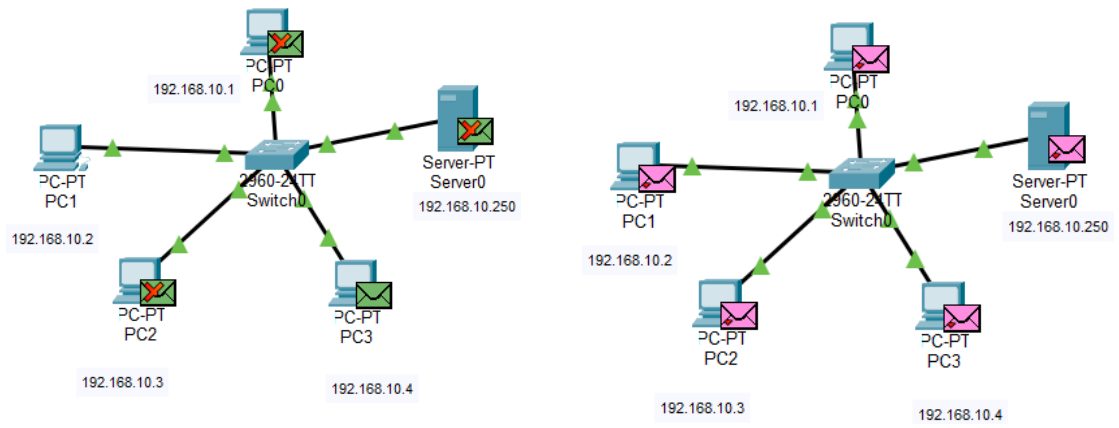 PC-PT
PC0
192.168.10.1
PC-PT
PC1
192.168.10.2
2960-24TT
Switch0
Server-PT
Server0
192.168.10.250
PC-PT
PC2
192.168.10.3
PC-PT
PC3
192.168.10.4
PC-PT
PC0
192.168.10.1
PC-PT
PC1
192.168.10.2
2960-24TT
Switch0
Server-PT
Server0
192.168.10.250
PC-PT
PC2
192.168.10.3
PC-PT
PC3
192.168.10.4